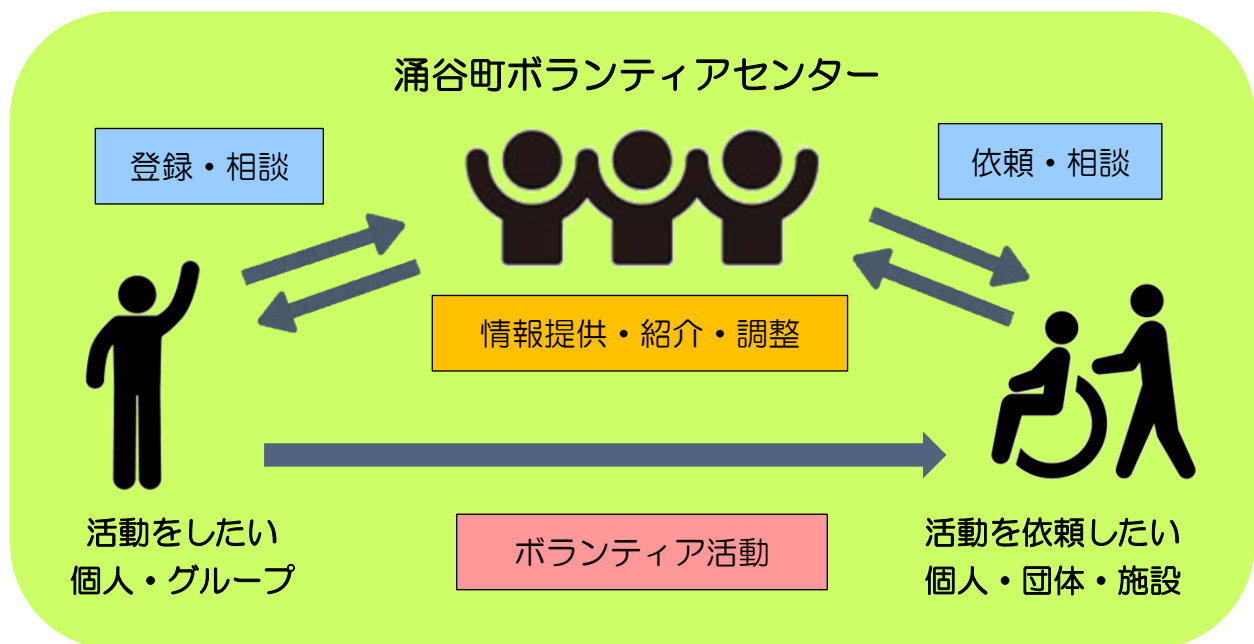 涌谷町ボランティアセンター
登録・相談
依頼・相談
情報提供・紹介・調整
活動をしたい
個人・グループ
ボランティア活動
活動を依頼したい
個人・団体・施設